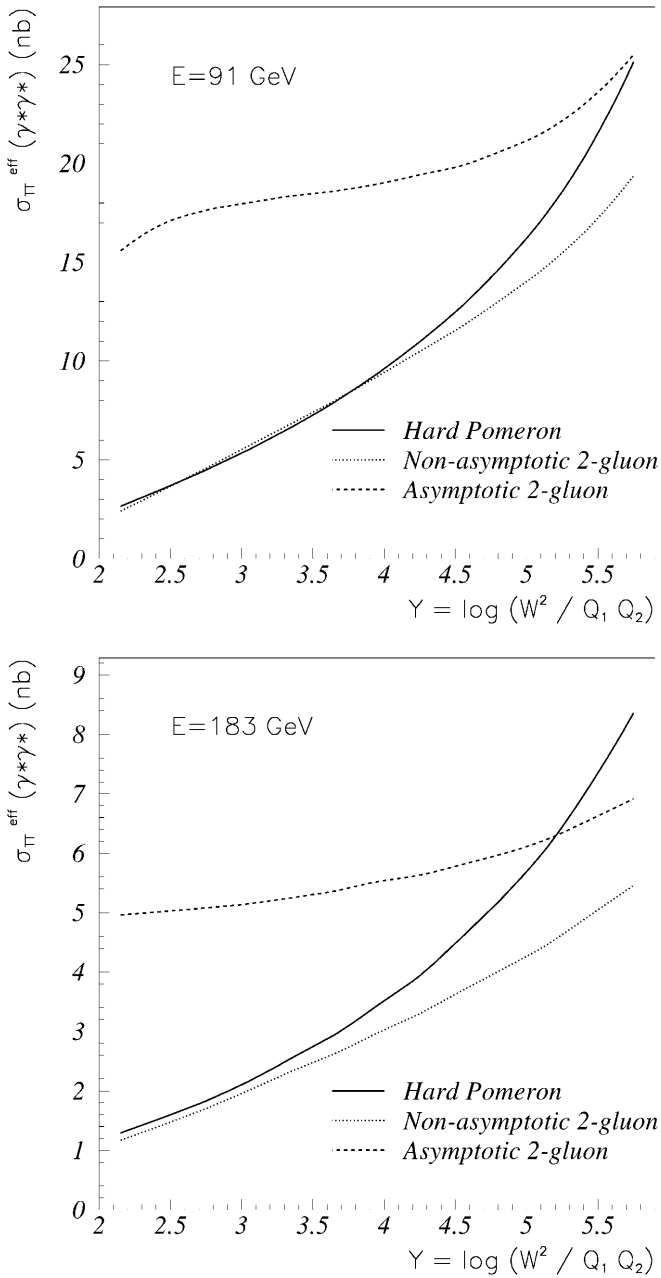 E=91 GeV
σTT eff (γ*γ*) (nb)
25
20
15
10
5
0
Hard Pomeron
Non-asymptotic 2-gluon
Asymptotic 2-gluon
2 2.5 3 3.5 4 4.5 5 5.5
Y = log (W² / Q₁ Q₂)
E=183 GeV
σTT eff (γ*γ*) (nb)
9
8
7
6
5
4
3
2
1
0
Hard Pomeron
Non-asymptotic 2-gluon
Asymptotic 2-gluon
2 2.5 3 3.5 4 4.5 5 5.5
Y = log (W² / Q₁ Q₂)